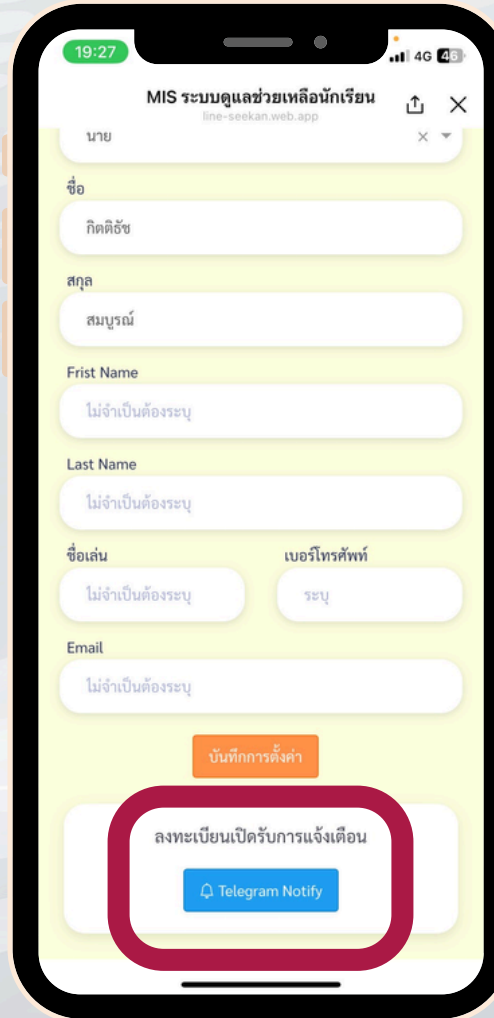 19:27
4G 46
MIS ระบบดูแลช่วยเหลือนักเรียน
line-seekan.web.app
นาย
ชื่อ
กิตติธัช
สกุล
สมบูรณ์
Frist Name
ไม่จำเป็นต้องระบุ
Last Name
ไม่จำเป็นต้องระบุ
ชื่อเล่น เบอร์โทรศัพท์
ไม่จำเป็นต้องระบุ ระบุ
Email
ไม่จำเป็นต้องระบุ
บันทึกการตั้งค่า
ลงทะเบียนเปิดรับการแจ้งเตือน
Telegram Notify